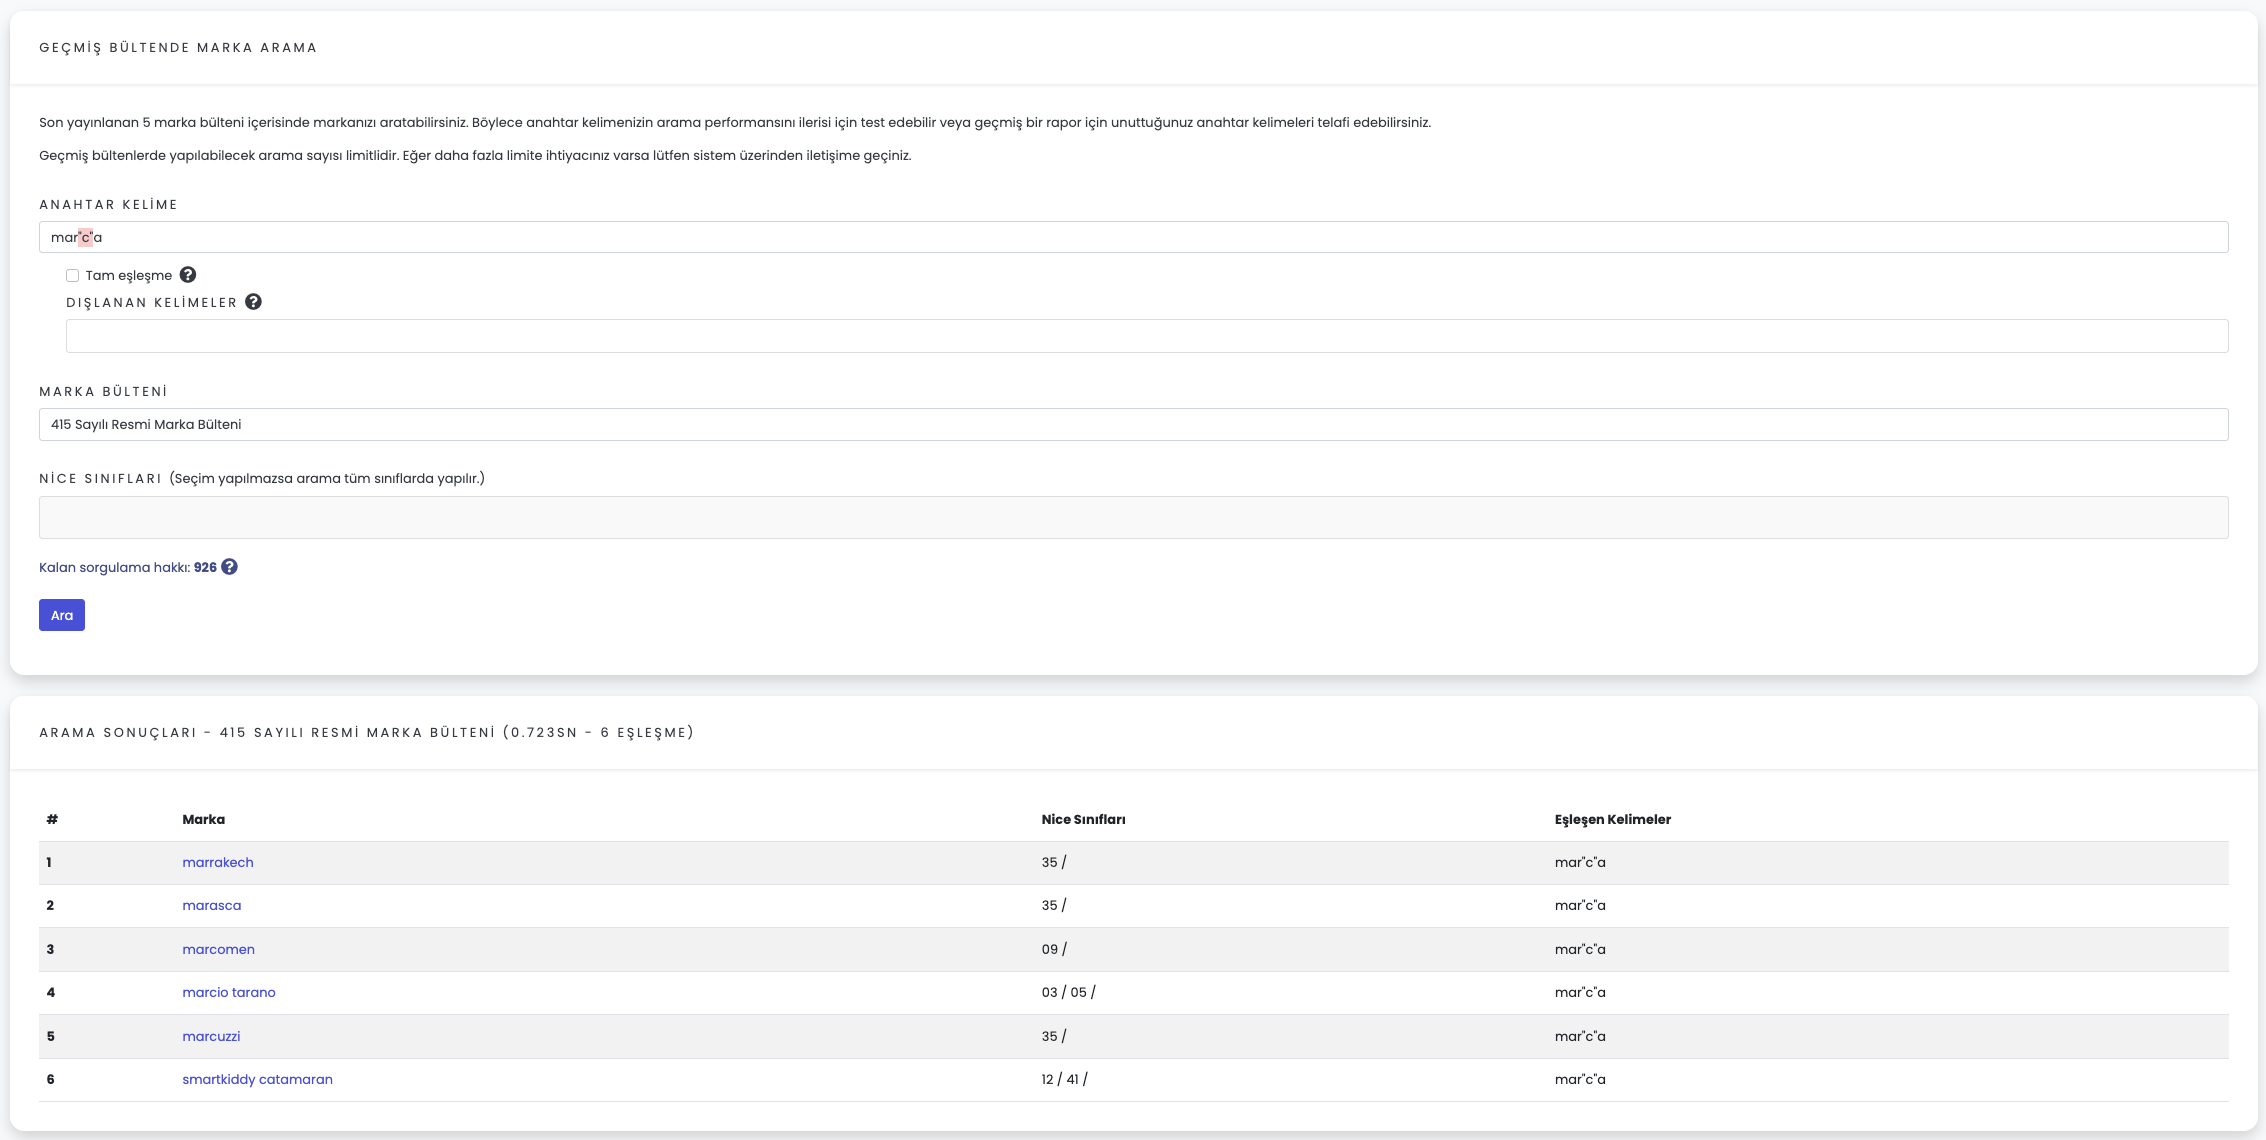 GEÇMİŞ BÜLTENDE MARKA ARAMA
Son yayınlanan 5 marka bülteni içerisinde markanızı aratabilirsiniz. Böylece anahtar kelimenizin arama performansını ilerisi için test edebilir veya geçmiş bir rapor için unuttuğunuz anahtar kelimeleri telafi edebilirsiniz.
Geçmiş bültenlerde yapılabilecek arama sayısı limitlidir. Eğer daha fazla limite ihtiyacınız varsa lütfen sistem üzerinden iletişime geçiniz.
ANAHTAR KELİME
mar"c"a
Tam eşleşme ?
DIŞLANAN KELİMELER ?
MARKA BÜLTENİ
415 Sayılı Resmi Marka Bülteni
NİCE SINIFLARI (Seçim yapılmazsa arama tüm sınıflarda yapılır.)
Kalan sorgulama hakkı: 926 ?
Ara
ARAMA SONUÇLARI - 415 SAYILI RESMİ MARKA BÜLTENİ (0.723SN - 6 EŞLEŞME)
# Marka Nice Sınıfları Eşleşen Kelimeler
1 marrakech 35 / mar"c"a
2 marasca 35 / mar"c"a
3 marcomen 09 / mar"c"a
4 marcio tarano 03 / 05 / mar"c"a
5 marcuzzi 35 / mar"c"a
6 smartkiddy catamaran 12 / 41 / mar"c"a